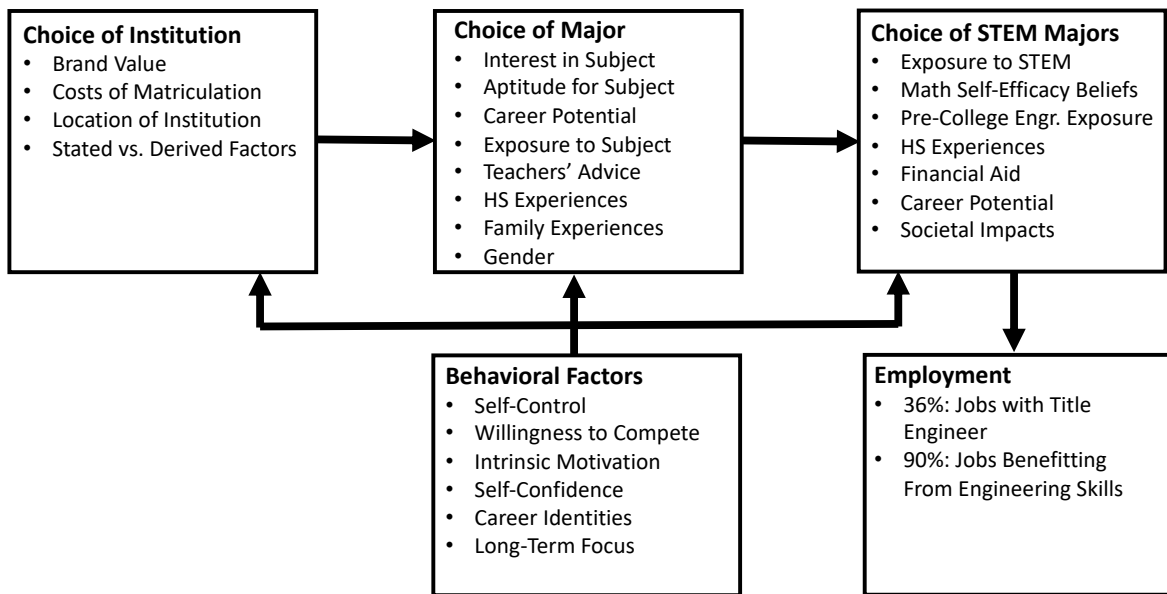 Choice of Institution
• Brand Value
• Costs of Matriculation
• Location of Institution
• Stated vs. Derived Factors
Choice of Major
• Interest in Subject
• Aptitude for Subject
• Career Potential
• Exposure to Subject
• Teachers’ Advice
• HS Experiences
• Family Experiences
• Gender
Choice of STEM Majors
• Exposure to STEM
• Math Self-Efficacy Beliefs
• Pre-College Engr. Exposure
• HS Experiences
• Financial Aid
• Career Potential
• Societal Impacts
Behavioral Factors
• Self-Control
• Willingness to Compete
• Intrinsic Motivation
• Self-Confidence
• Career Identities
• Long-Term Focus
Employment
• 36%: Jobs with Title
Engineer
• 90%: Jobs Benefitting
From Engineering Skills